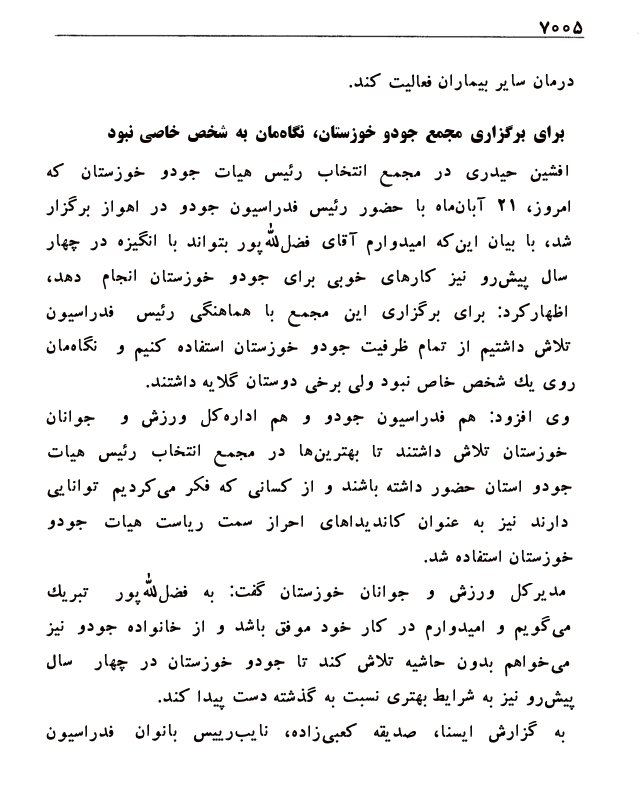 ۷۰۰۵
درمان سایر بیماران فعالیت کند.
برای برگزاری مجمع جودو خوزستان، نگاه‌مان به شخص خاصی نبود
افشین حیدری در مجمع انتخاب رئیس هیات جودو خوزستان که
امروز، ۲۱ آبان‌ماه با حضور رئیس فدراسیون جودو در اهواز برگزار
شد، با بیان این‌که امیدوارم آقای فضل‌الله‌پور بتواند با انگیزه در چهار
سال پیش‌رو نیز کارهای خوبی برای جودو خوزستان انجام دهد،
اظهارکرد: برای برگزاری این مجمع با هماهنگی رئیس فدراسیون
تلاش داشتیم از تمام ظرفیت جودو خوزستان استفاده کنیم و نگاه‌مان
روی یك شخص خاص نبود ولی برخی دوستان گلایه داشتند.
وی افزود: هم فدراسیون جودو و هم اداره‌کل ورزش و جوانان
خوزستان تلاش داشتند تا بهترین‌ها در مجمع انتخاب رئیس هیات
جودو استان حضور داشته باشند و از کسانی که فکر می‌کردیم توانایی
دارند نیز به عنوان کاندیداهای احراز سمت ریاست هیات جودو
خوزستان استفاده شد.
مدیرکل ورزش و جوانان خوزستان گفت: به فضل‌الله‌پور تبریك
می‌گویم و امیدوارم در کار خود موفق باشد و از خانواده جودو نیز
می‌خواهم بدون حاشیه تلاش کند تا جودو خوزستان در چهار سال
پیش‌رو نیز به شرایط بهتری نسبت به گذشته دست پیدا کند.
به گزارش ایسنا، صدیقه کعبی‌زاده، نایب‌رییس بانوان فدراسیون